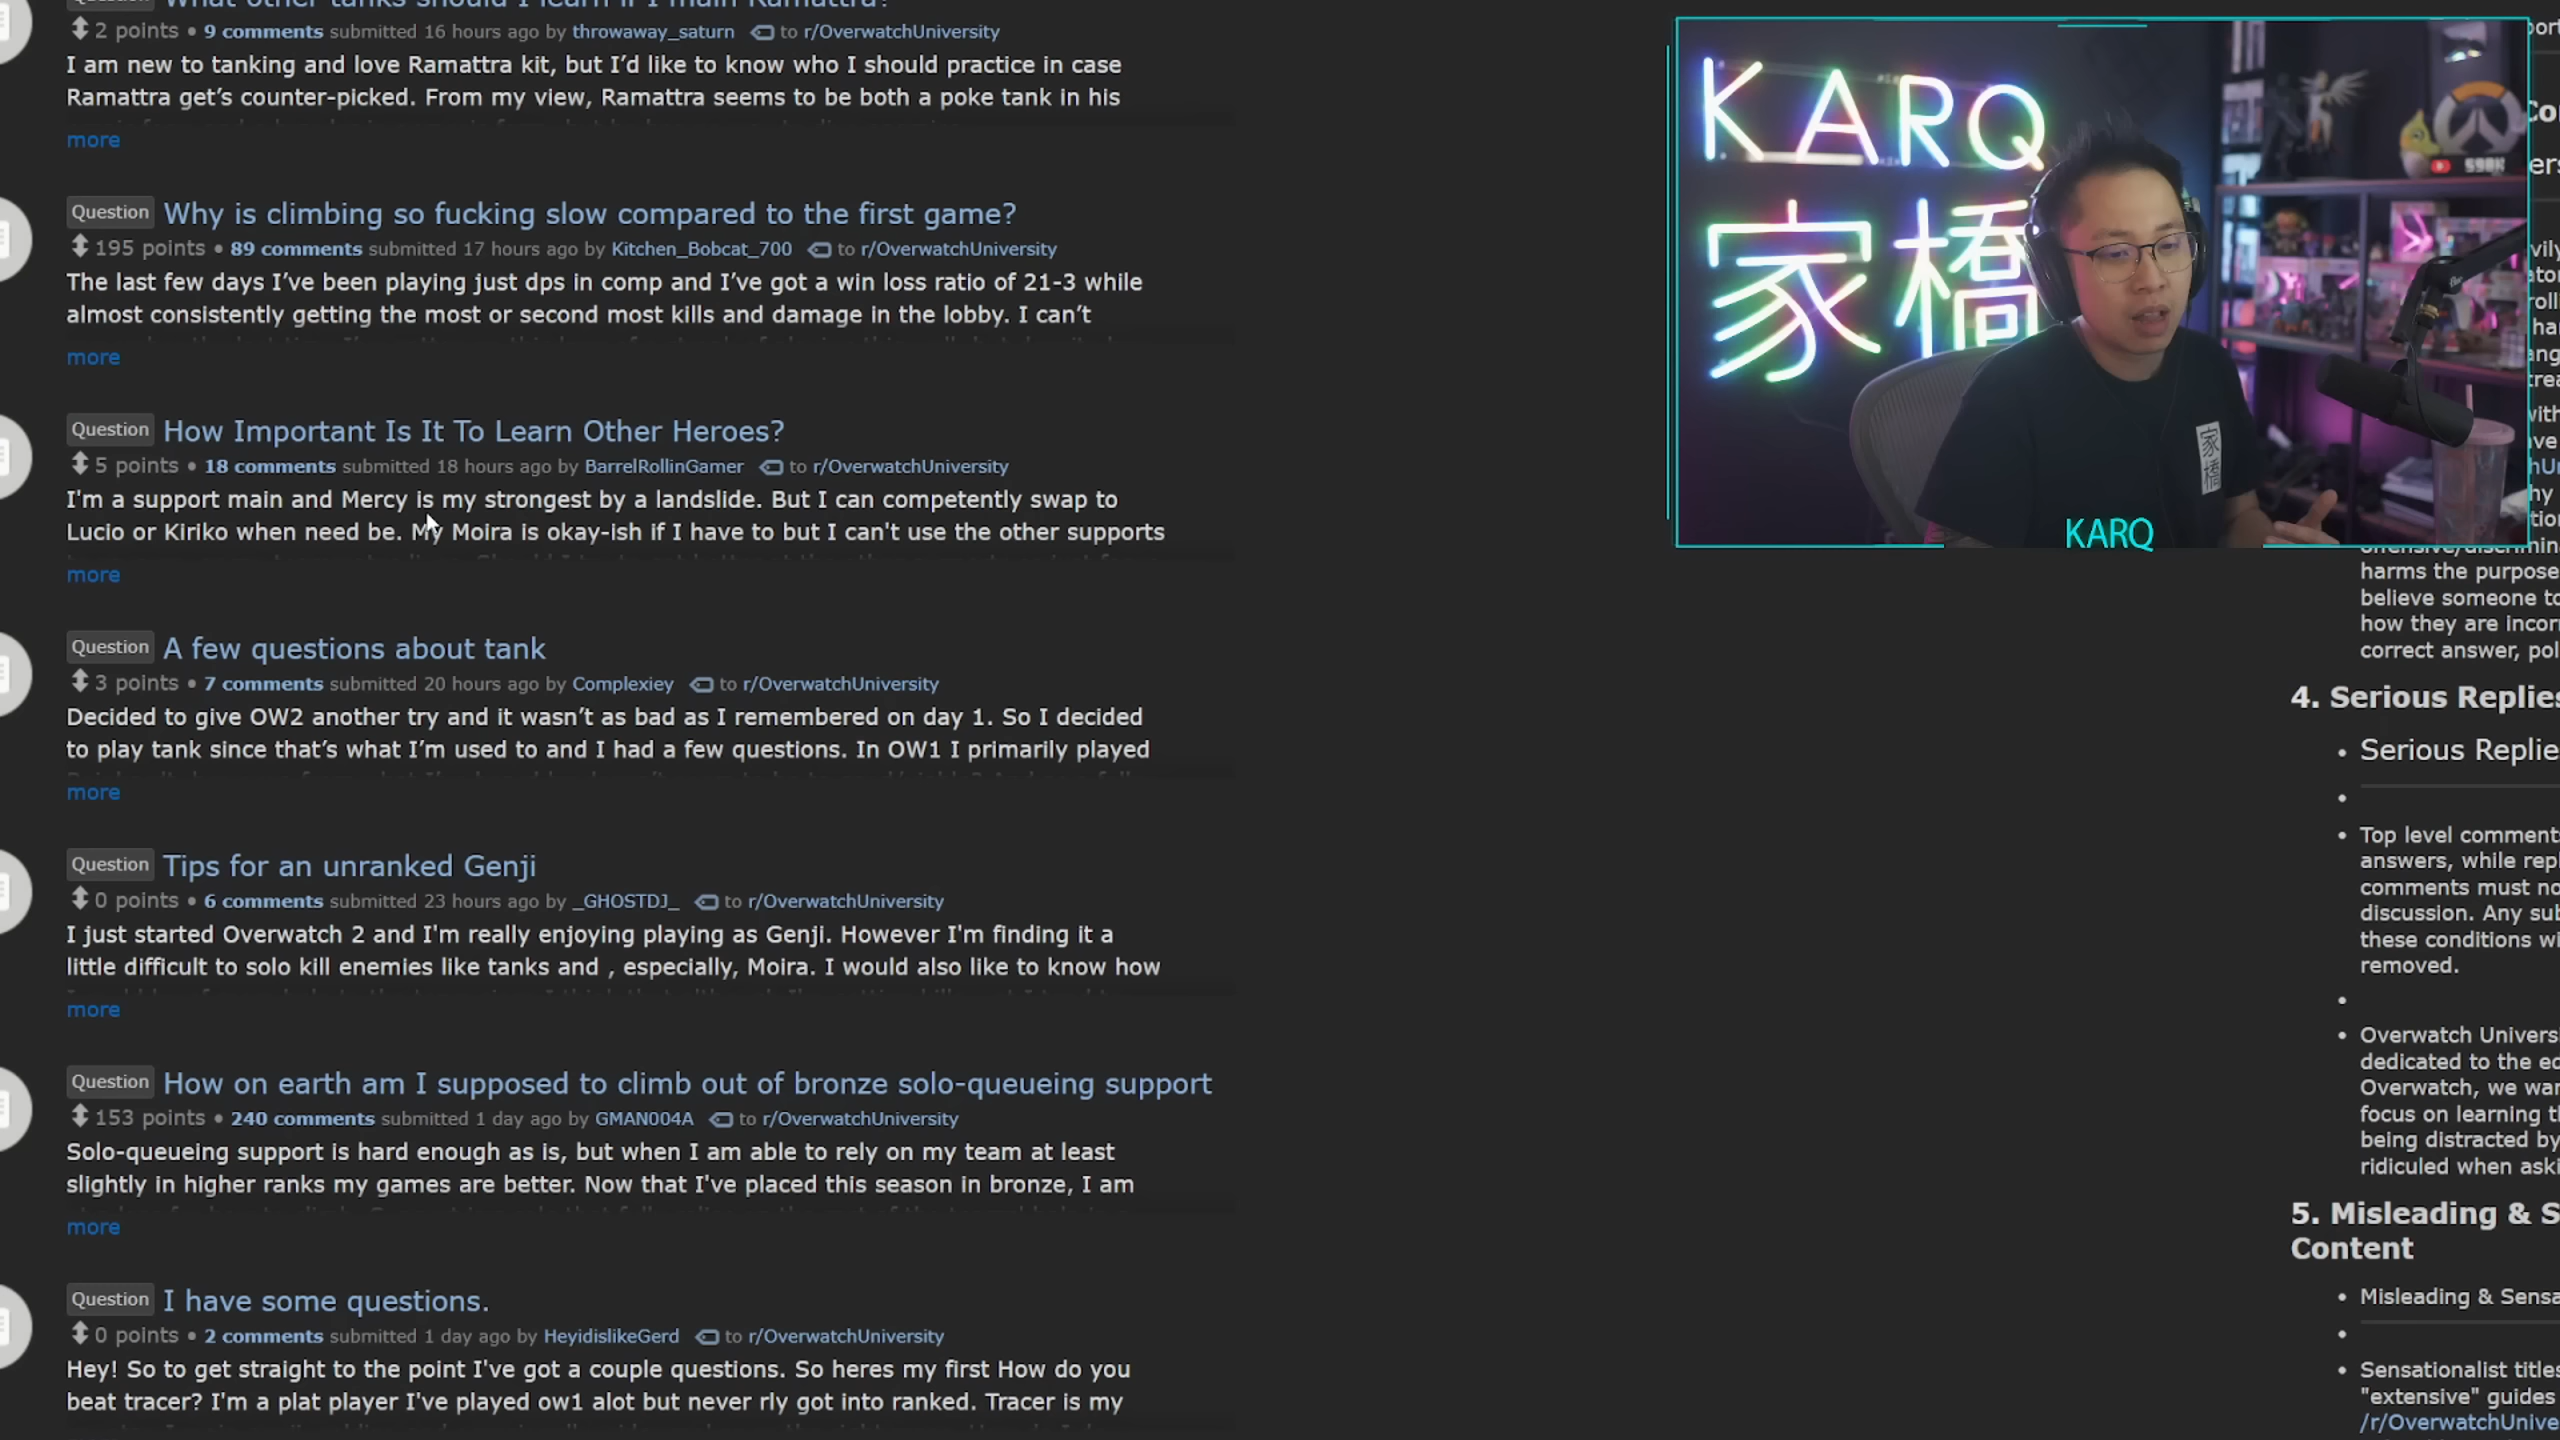 Question What other tanks should I learn if I main Ramattra?
2 points • 9 comments submitted 16 hours ago by throwaway_saturn to r/OverwatchUniversity
I am new to tanking and love Ramattra kit, but I’d like to know who I should practice in case
Ramattra get’s counter-picked. From my view, Ramattra seems to be both a poke tank in his
more
Question Why is climbing so fucking slow compared to the first game?
195 points • 89 comments submitted 17 hours ago by Kitchen_Bobcat_700 to r/OverwatchUniversity
The last few days I’ve been playing just dps in comp and I’ve got a win loss ratio of 21-3 while
almost consistently getting the most or second most kills and damage in the lobby. I can’t
more
Question How Important Is It To Learn Other Heroes?
5 points • 18 comments submitted 18 hours ago by BarrelRollinGamer to r/OverwatchUniversity
I'm a support main and Mercy is my strongest by a landslide. But I can competently swap to
Lucio or Kiriko when need be. My Moira is okay-ish if I have to but I can't use the other supports
more
Question A few questions about tank
3 points • 7 comments submitted 20 hours ago by Complexiey to r/OverwatchUniversity
Decided to give OW2 another try and it wasn’t as bad as I remembered on day 1. So I decided
to play tank since that’s what I’m used to and I had a few questions. In OW1 I primarily played
more
Question Tips for an unranked Genji
0 points • 6 comments submitted 23 hours ago by _GHOSTDJ_ to r/OverwatchUniversity
I just started Overwatch 2 and I'm really enjoying playing as Genji. However I'm finding it a
little difficult to solo kill enemies like tanks and , especially, Moira. I would also like to know how
more
Question How on earth am I supposed to climb out of bronze solo-queueing support
153 points • 240 comments submitted 1 day ago by GMAN004A to r/OverwatchUniversity
Solo-queueing support is hard enough as is, but when I am able to rely on my team at least
slightly in higher ranks my games are better. Now that I've placed this season in bronze, I am
more
Question I have some questions.
0 points • 2 comments submitted 1 day ago by HeyidislikeGerd to r/OverwatchUniversity
Hey! So to get straight to the point I've got a couple questions. So heres my first How do you
beat tracer? I'm a plat player I've played ow1 alot but never rly got into ranked. Tracer is my
KARQ
家橋
家橋
KARQ
harms the purpose
believe someone to
how they are incorr
correct answer, pol
4. Serious Replies
• Serious Replie
•
• Top level comment
answers, while repl
comments must no
discussion. Any sub
these conditions wi
removed.
•
• Overwatch Universi
dedicated to the ed
Overwatch, we wan
focus on learning th
being distracted by
ridiculed when aski
5. Misleading & S
Content
• Misleading & Sensa
•
• Sensationalist titles
"extensive" guides
/r/OverwatchUnive